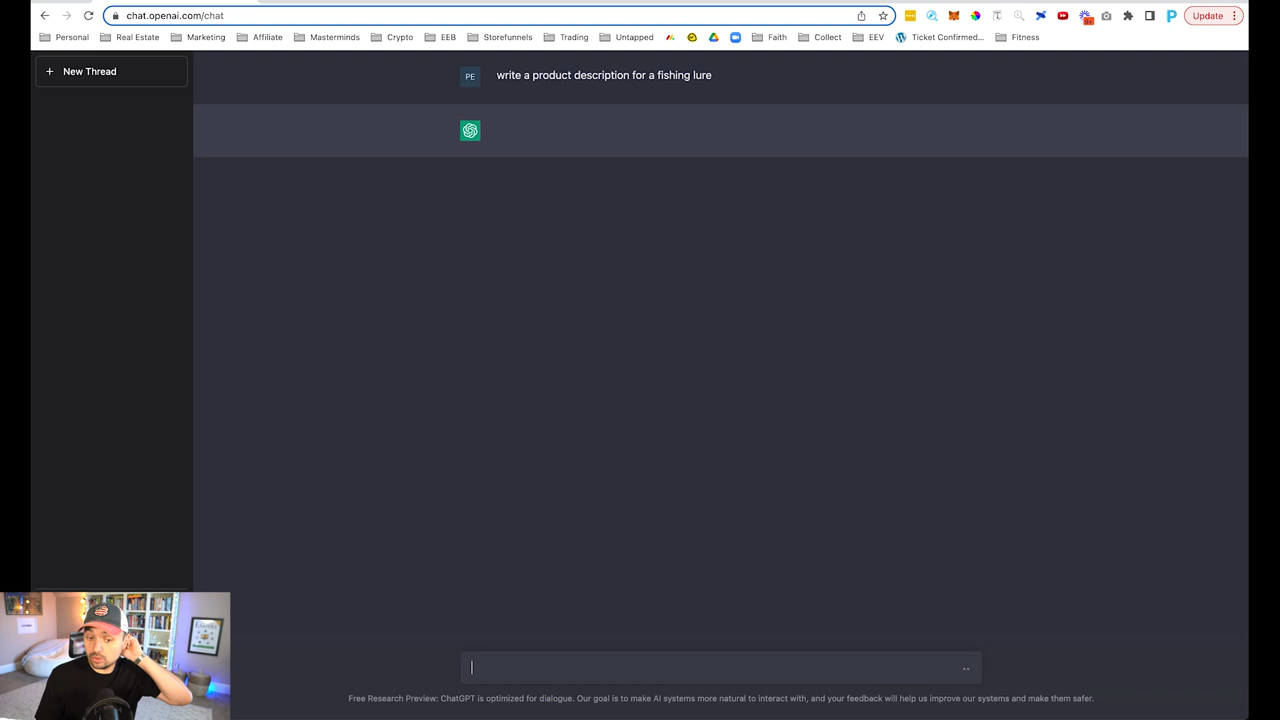 chat.openai.com/chat
Update
Personal Real Estate Marketing Affiliate Masterminds Crypto EEB Storefunnels Trading Untapped Faith Collect EEV Ticket Confirmed... Fitness
+ New Thread
PE write a product description for a fishing lure
Free Research Preview: ChatGPT is optimized for dialogue. Our goal is to make AI systems more natural to interact with, and your feedback will help us improve our systems and make them safer.